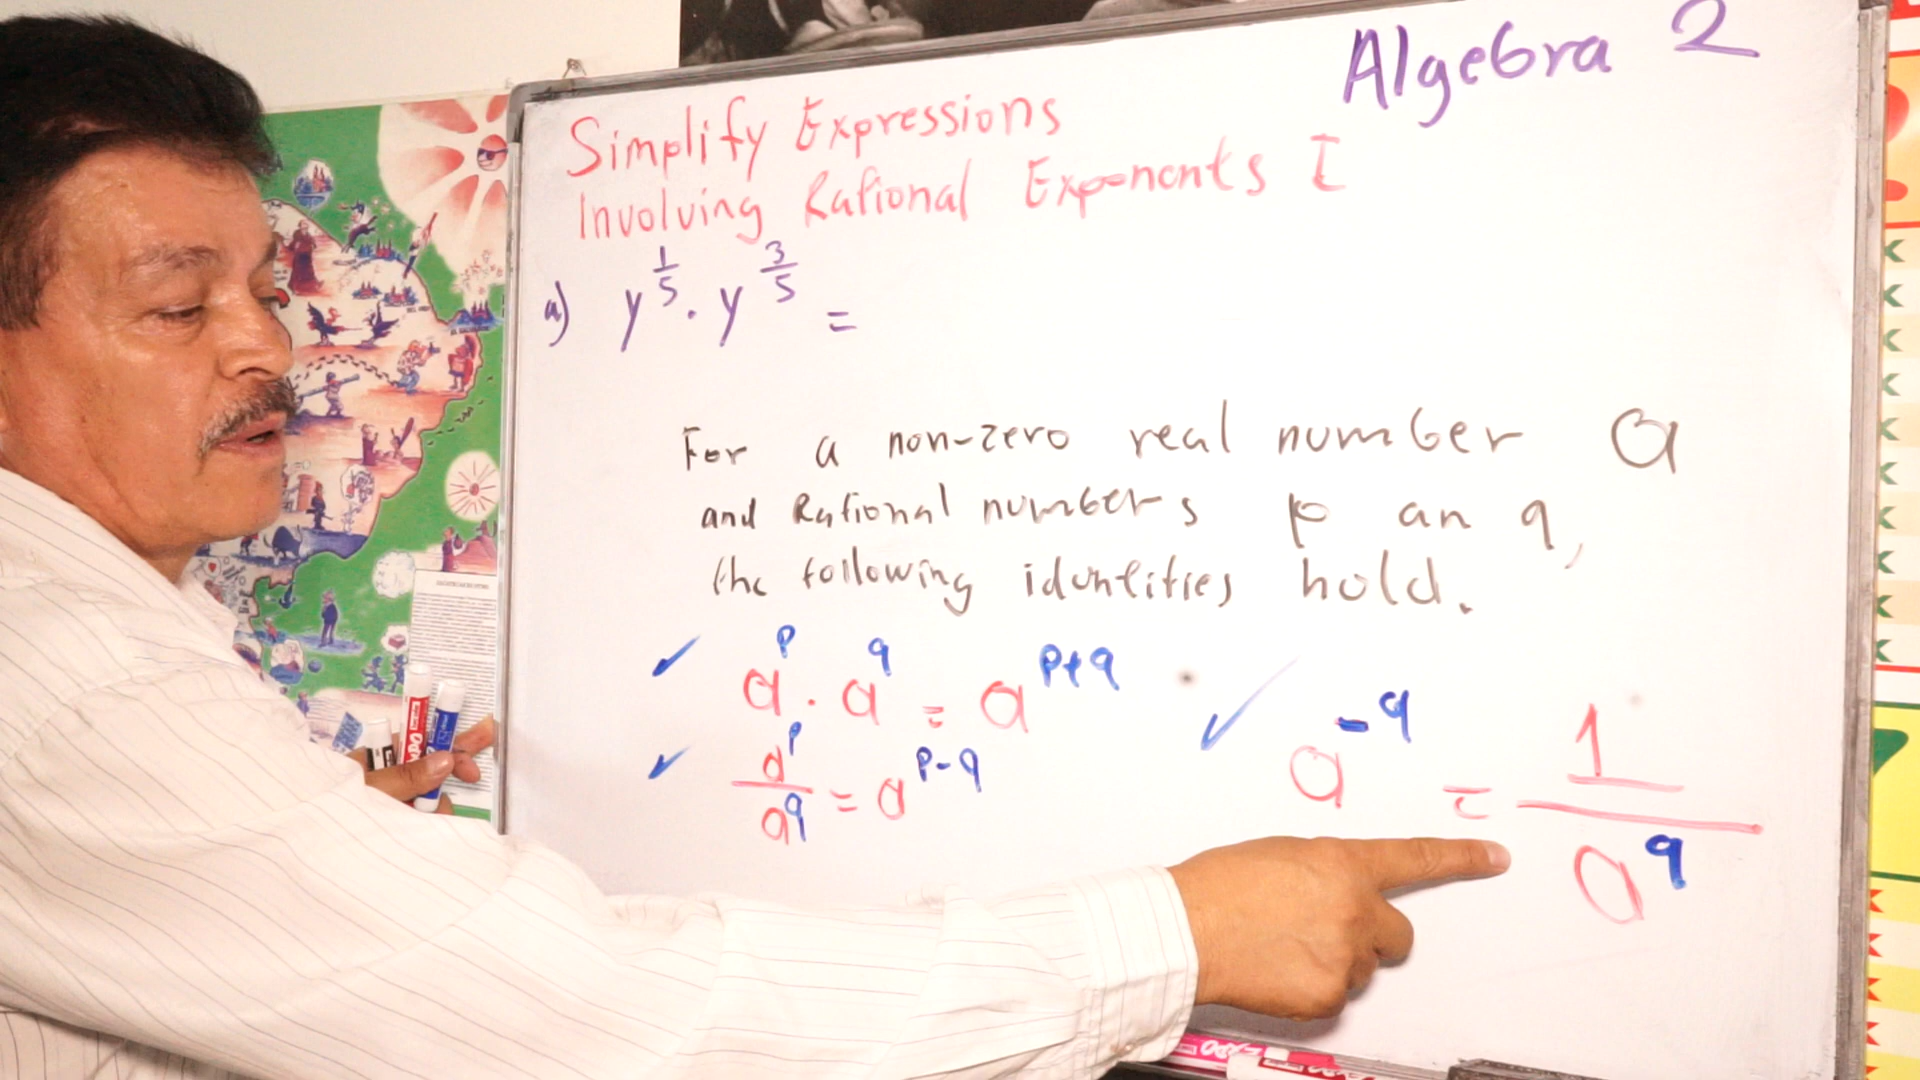 Algebra 2
Simplify Expressions
Involving Rational Exponents I
a) y^(1/5) · y^(3/5) =
For a non-zero real number a
and Rational numbers p an q,
the following identities hold.
✓ a^p · a^q = a^(p+q)
✓ a^p / a^q = a^(p-q)
✓ a^(-q) = 1 / a^q
EXPO